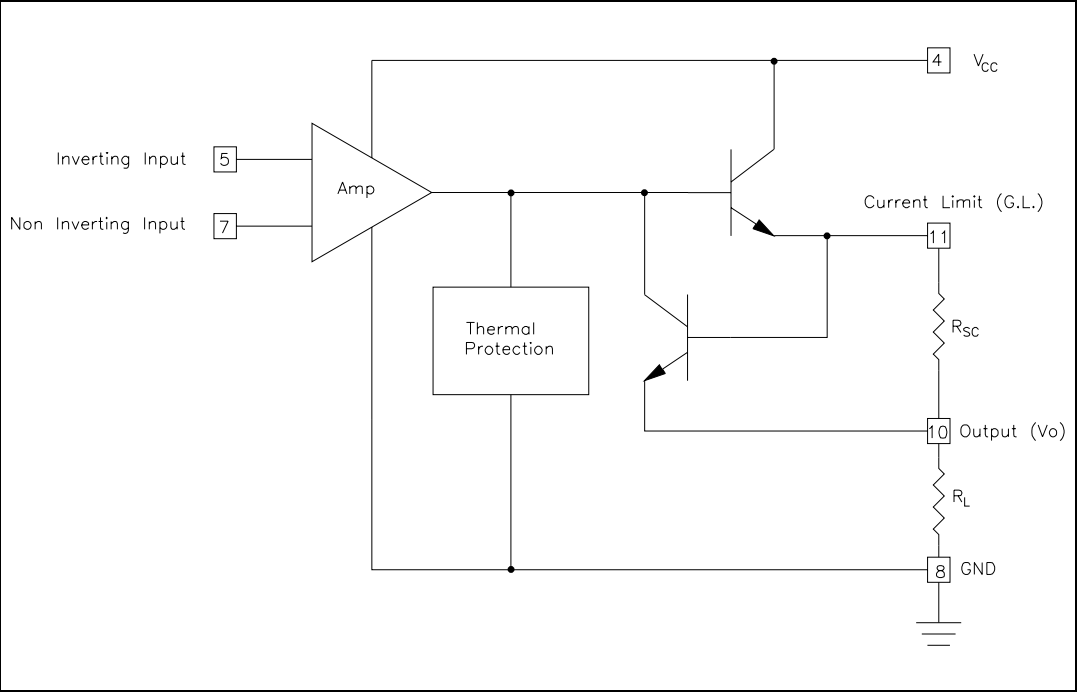 4 VCC
Inverting Input 5
Amp
Non Inverting Input 7
Current Limit (G.L.)
11
Thermal
Protection
RSC
10 Output (Vo)
RL
8 GND